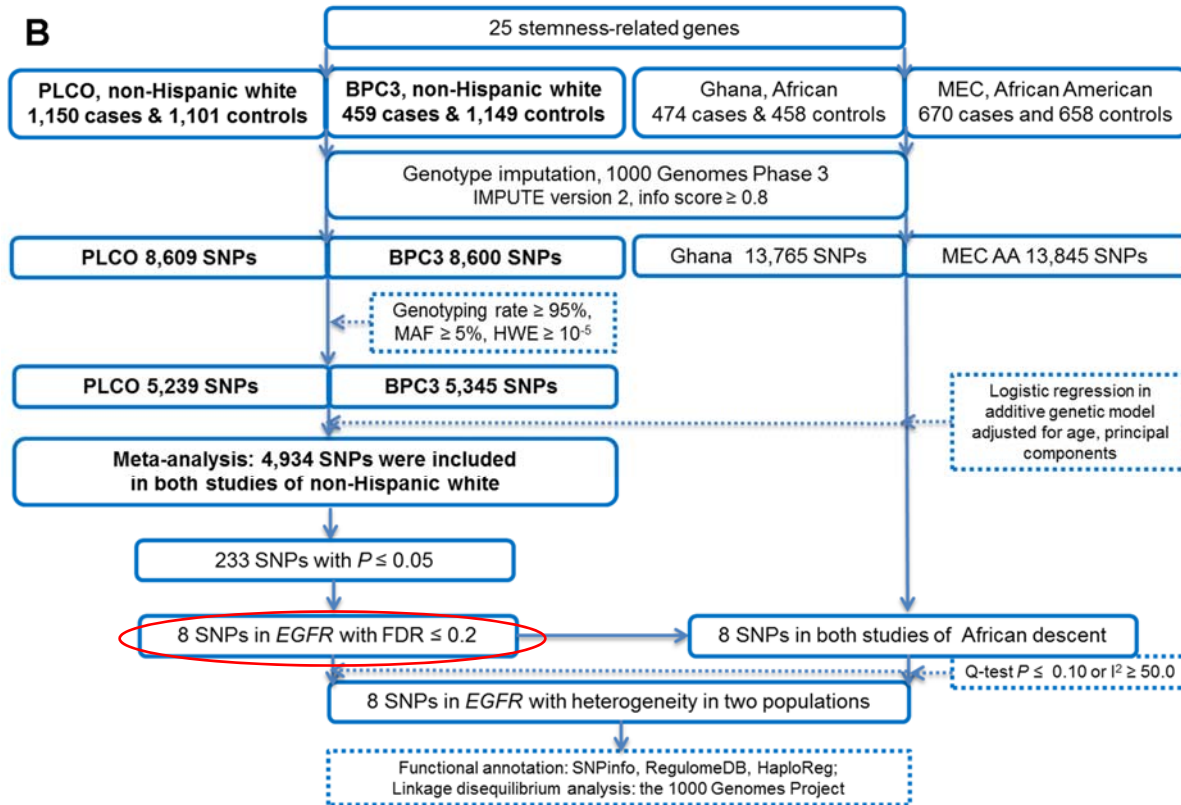 B
25 stemness-related genes
PLCO, non-Hispanic white
1,150 cases & 1,101 controls
BPC3, non-Hispanic white
459 cases & 1,149 controls
Ghana, African
474 cases & 458 controls
MEC, African American
670 cases and 658 controls
Genotype imputation, 1000 Genomes Phase 3
IMPUTE version 2, info score ≥ 0.8
PLCO 8,609 SNPs
BPC3 8,600 SNPs
Ghana 13,765 SNPs
MEC AA 13,845 SNPs
Genotyping rate ≥ 95%,
MAF ≥ 5%, HWE ≥ 10⁻⁵
PLCO 5,239 SNPs
BPC3 5,345 SNPs
Logistic regression in
additive genetic model
adjusted for age, principal
components
Meta-analysis: 4,934 SNPs were included
in both studies of non-Hispanic white
233 SNPs with P ≤ 0.05
8 SNPs in EGFR with FDR ≤ 0.2
8 SNPs in both studies of African descent
Q-test P ≤ 0.10 or I² ≥ 50.0
8 SNPs in EGFR with heterogeneity in two populations
Functional annotation: SNPinfo, RegulomeDB, HaploReg;
Linkage disequilibrium analysis: the 1000 Genomes Project